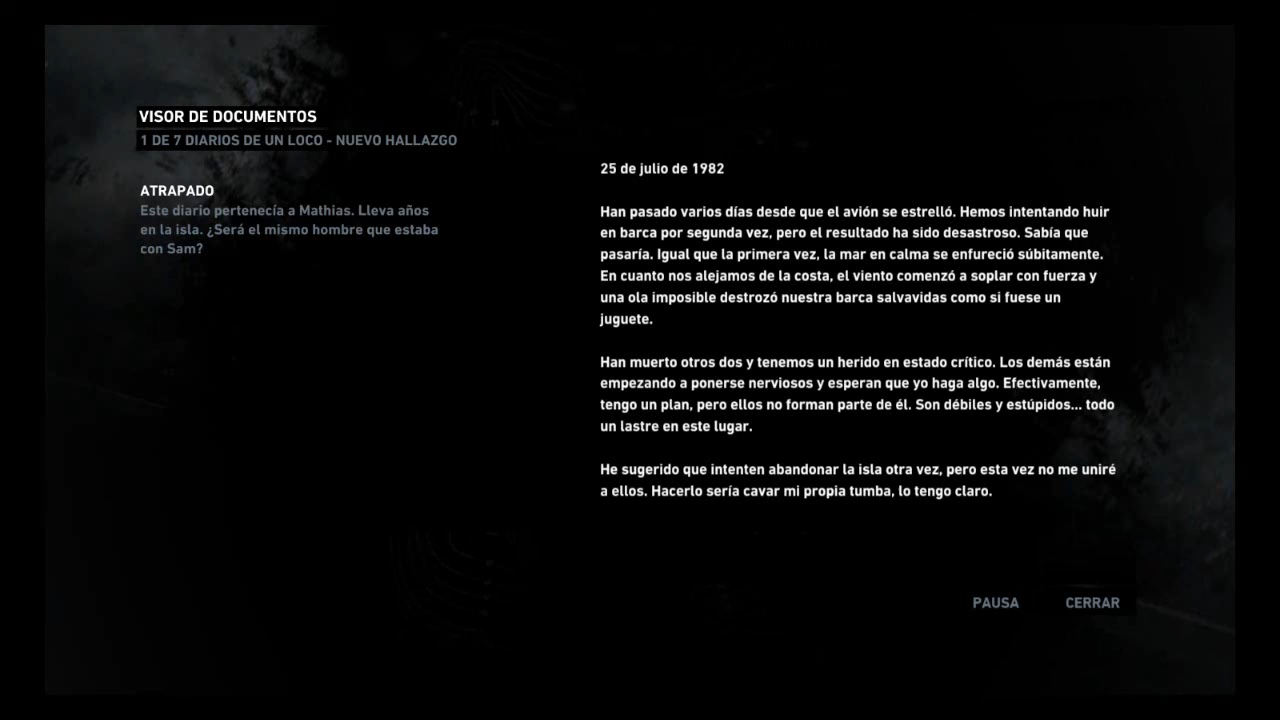 VISOR DE DOCUMENTOS
1 DE 7 DIARIOS DE UN LOCO - NUEVO HALLAZGO
ATRAPADO
Este diario pertenecía a Mathias. Lleva años
en la isla. ¿Será el mismo hombre que estaba
con Sam?
25 de julio de 1982
Han pasado varios días desde que el avión se estrelló. Hemos intentando huir
en barca por segunda vez, pero el resultado ha sido desastroso. Sabía que
pasaría. Igual que la primera vez, la mar en calma se enfureció súbitamente.
En cuanto nos alejamos de la costa, el viento comenzó a soplar con fuerza y
una ola imposible destrozó nuestra barca salvavidas como si fuese un
juguete.
Han muerto otros dos y tenemos un herido en estado crítico. Los demás están
empezando a ponerse nerviosos y esperan que yo haga algo. Efectivamente,
tengo un plan, pero ellos no forman parte de él. Son débiles y estúpidos... todo
un lastre en este lugar.
He sugerido que intenten abandonar la isla otra vez, pero esta vez no me uniré
a ellos. Hacerlo sería cavar mi propia tumba, lo tengo claro.
PAUSA
CERRAR